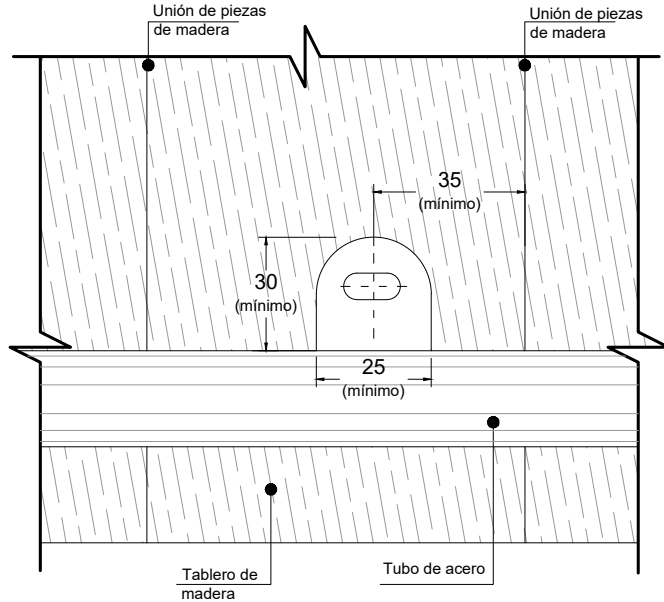 Unión de piezas
de madera
Unión de piezas
de madera
35
(mínimo)
30
(mínimo)
25
(mínimo)
Tablero de
madera
Tubo de acero